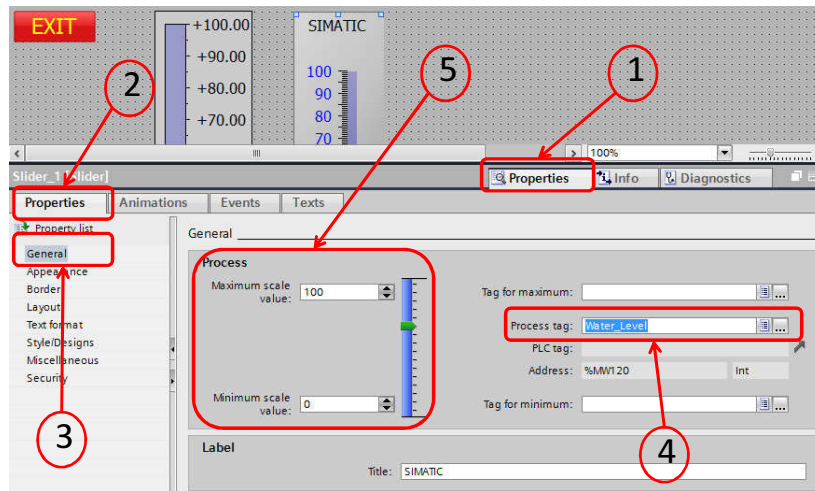 EXIT
+100.00
+90.00
+80.00
+70.00
SIMATIC
100
90
80
70
2
5
1
100%
Slider_1 [Slider]
Properties
Info
Diagnostics
Properties
Animations
Events
Texts
Property list
General
Appearance
Border
Layout
Text format
Style/Designs
Miscellaneous
Security
3
General
Process
Maximum scale value: 100
Minimum scale value: 0
Tag for maximum:
Process tag: Water_Level
PLC tag:
Address: %MW120 Int
Tag for minimum:
4
Label
Title: SIMATIC